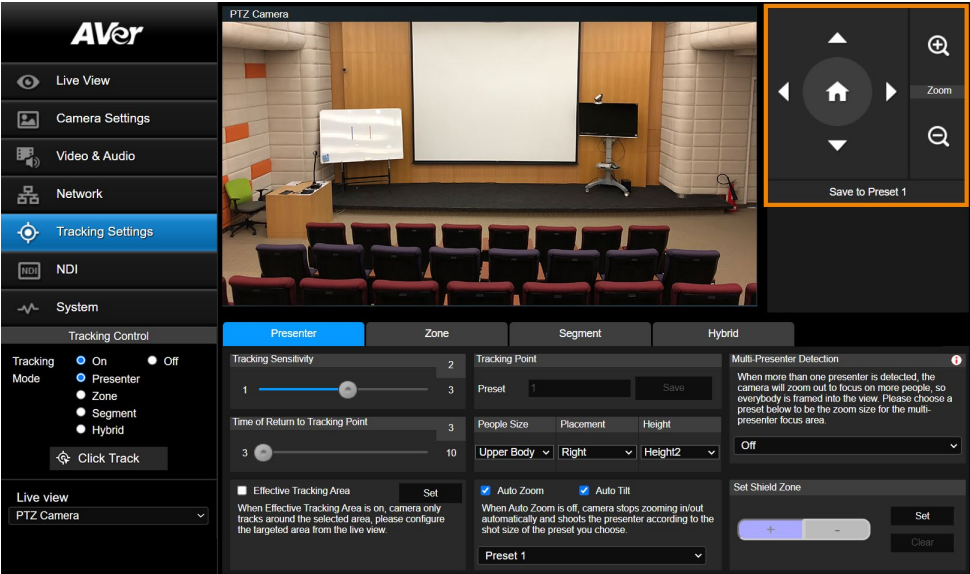 AVer
Live View
Camera Settings
Video & Audio
Network
Tracking Settings
NDI
NDI
System
Tracking Control
Tracking Mode
On
Off
Presenter
Zone
Segment
Hybrid
Click Track
Live view
PTZ Camera
PTZ Camera
Zoom
Save to Preset 1
Presenter
Zone
Segment
Hybrid
Tracking Sensitivity
2
1
3
Time of Return to Tracking Point
3
3
10
Effective Tracking Area
Set
When Effective Tracking Area is on, camera only
tracks around the selected area, please configure
the targeted area from the live view.
Tracking Point
Preset
1
Save
People Size
Placement
Height
Upper Body
Right
Height2
Auto Zoom
Auto Tilt
When Auto Zoom is off, camera stops zooming in/out
automatically and shoots the presenter according to the
shot size of the preset you choose.
Preset 1
Multi-Presenter Detection
When more than one presenter is detected, the
camera will zoom out to focus on more people, so
everybody is framed into the view. Please choose a
preset below to be the zoom size for the multi-
presenter focus area.
Off
Set Shield Zone
+
-
Set
Clear